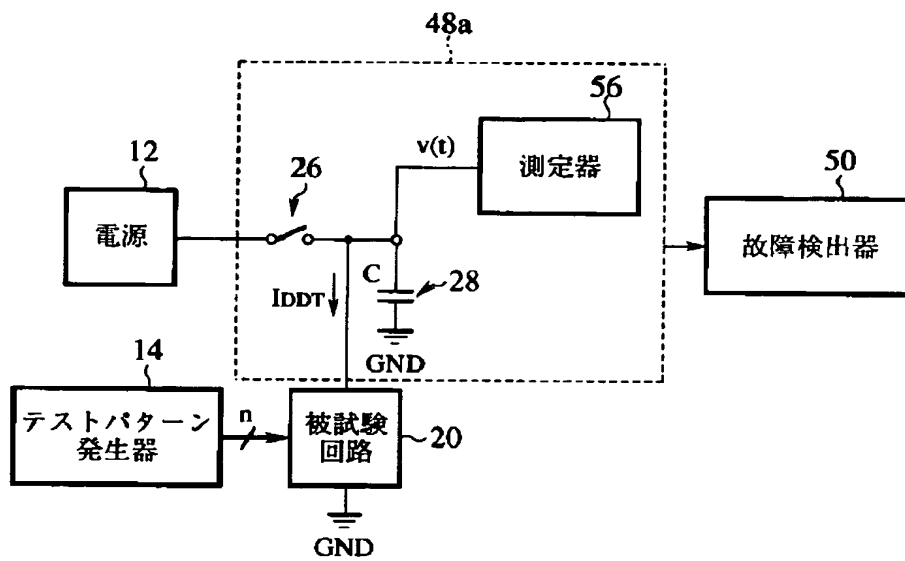 48a
56
測定器
v(t)
12
電源
26
50
故障検出器
C
28
IDDT
GND
14
テストパターン
発生器
n
被試験
回路
20
GND